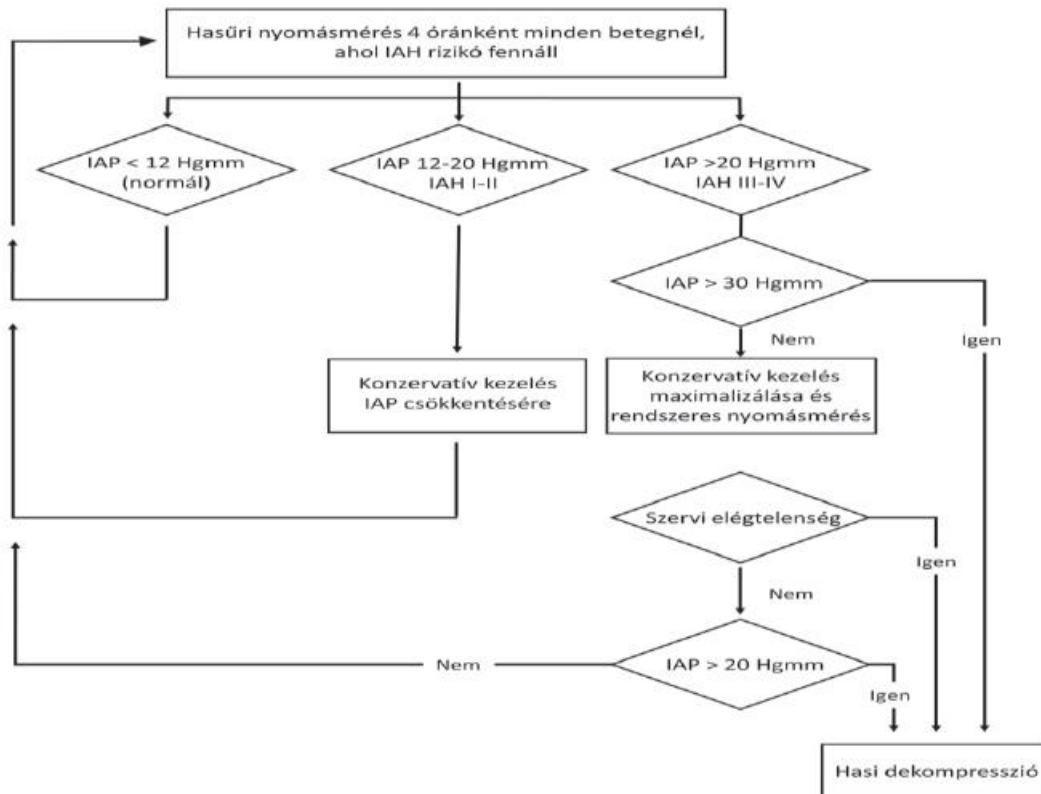 Hasűri nyomásmérés 4 óránként minden betegnél,
ahol IAH rizikó fennáll
IAP < 12 Hgmm
(normál)
IAP 12-20 Hgmm
IAH I-II
IAP >20 Hgmm
IAH III-IV
IAP > 30 Hgmm
Nem
Igen
Konzervatív kezelés
IAP csökkentésére
Konzervatív kezelés
maximalizálása és
rendszeres nyomásmérés
Szervi elégtelenség
Igen
Nem
Nem
IAP > 20 Hgmm
Igen
Hasi dekompresszió